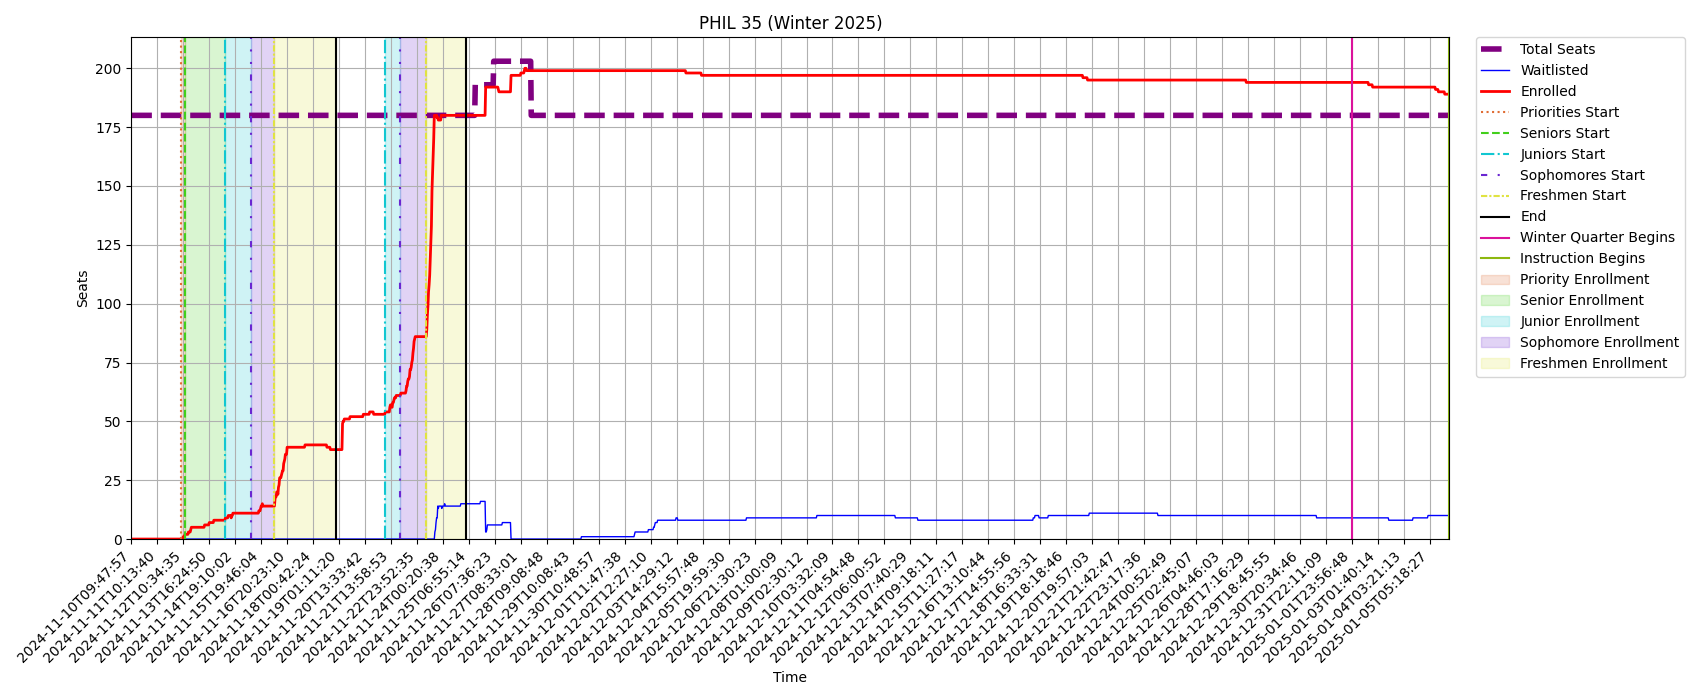 PHIL 35 (Winter 2025)
Seats
200
175
150
125
100
75
50
25
0
2024-11-10T09:47:57
2024-11-11T10:13:40
2024-11-12T10:34:35
2024-11-13T16:24:50
2024-11-14T19:10:02
2024-11-15T19:46:04
2024-11-16T20:23:10
2024-11-18T00:42:24
2024-11-19T01:11:20
2024-11-20T13:33:42
2024-11-21T13:58:53
2024-11-22T23:52:35
2024-11-24T00:20:38
2024-11-25T06:55:14
2024-11-26T07:36:23
2024-11-27T08:33:01
2024-11-28T09:08:48
2024-11-29T10:08:43
2024-11-30T10:48:57
2024-12-01T11:47:38
2024-12-02T12:27:10
2024-12-03T14:29:12
2024-12-04T15:57:48
2024-12-05T19:59:30
2024-12-06T21:30:23
2024-12-08T01:00:09
2024-12-09T02:30:12
2024-12-10T03:32:09
2024-12-11T04:54:48
2024-12-12T06:00:52
2024-12-13T07:40:29
2024-12-14T09:18:11
2024-12-15T11:27:17
2024-12-16T13:10:44
2024-12-17T14:55:56
2024-12-18T16:33:31
2024-12-19T18:18:46
2024-12-20T19:57:03
2024-12-21T21:42:47
2024-12-22T23:17:36
2024-12-24T00:52:49
2024-12-25T02:45:07
2024-12-26T04:46:03
2024-12-28T17:16:29
2024-12-29T18:45:55
2024-12-30T20:34:46
2024-12-31T22:11:09
2025-01-01T23:56:48
2025-01-03T01:40:14
2025-01-04T03:21:13
2025-01-05T05:18:27
Time
Total Seats
Waitlisted
Enrolled
Priorities Start
Seniors Start
Juniors Start
Sophomores Start
Freshmen Start
End
Winter Quarter Begins
Instruction Begins
Priority Enrollment
Senior Enrollment
Junior Enrollment
Sophomore Enrollment
Freshmen Enrollment